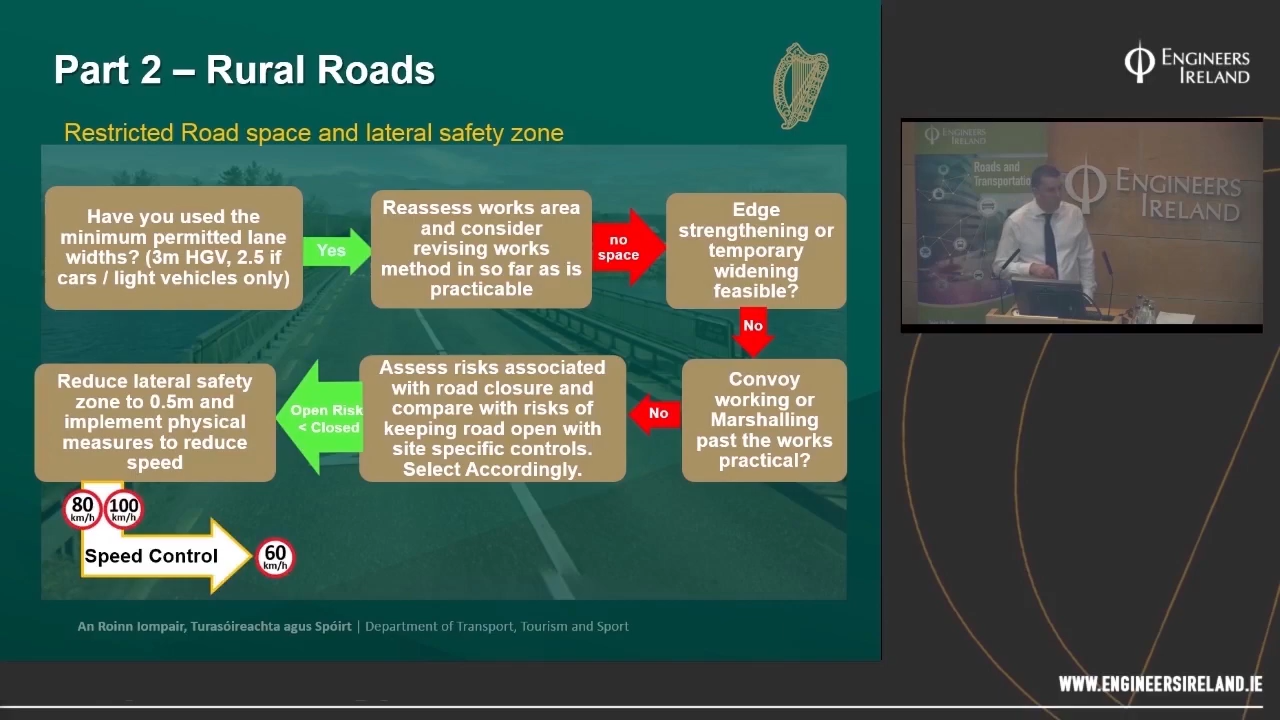 Part 2 – Rural Roads
Restricted Road space and lateral safety zone
Have you used the
minimum permitted lane
widths? (3m HGV, 2.5 if
cars / light vehicles only)
Yes
Reassess works area
and consider
revising works
method in so far as is
practicable
no
space
Edge
strengthening or
temporary
widening
feasible?
No
Convoy
working or
Marshalling
past the works
practical?
No
Assess risks associated
with road closure and
compare with risks of
keeping road open with
site specific controls.
Select Accordingly.
Open Risk
< Closed
Reduce lateral safety
zone to 0.5m and
implement physical
measures to reduce
speed
80
km/h
100
km/h
Speed Control
60
km/h
An Roinn Iompair, Turasóireachta agus Spóirt | Department of Transport, Tourism and Sport
ENGINEERS
IRELAND
ENGINEERS
IRELAND
Roads and
Transportatio
ENGINEERS
IRELAND
WWW.ENGINEERSIRELAND.IE